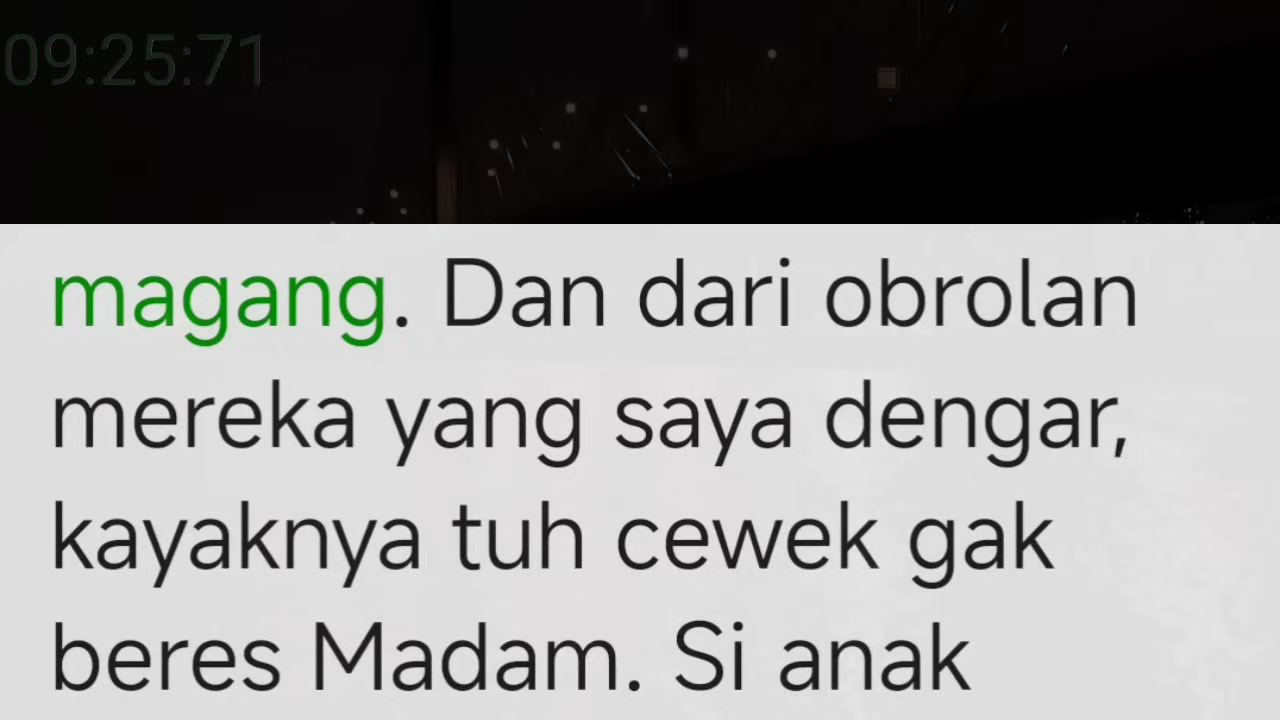 09:25:71
magang. Dan dari obrolan
mereka yang saya dengar,
kayaknya tuh cewek gak
beres Madam. Si anak